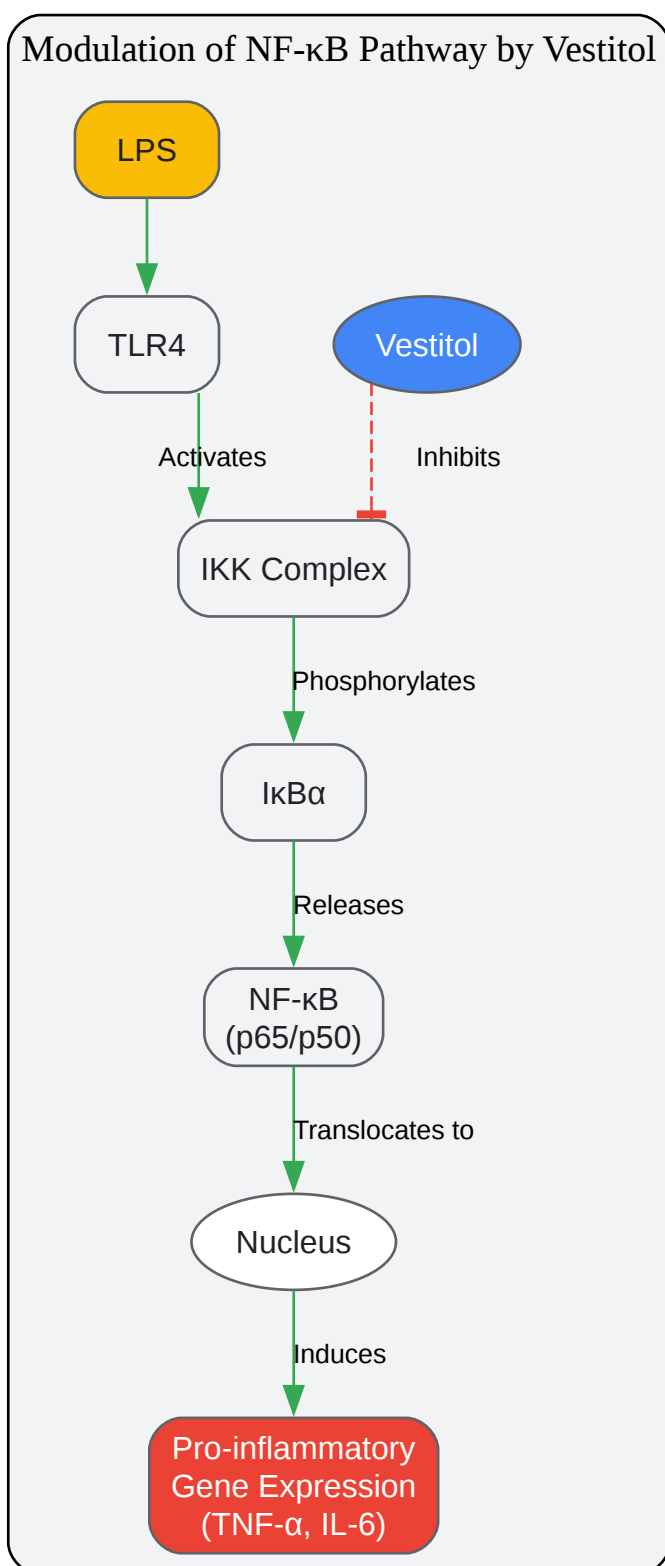 Modulation of NF-κB Pathway by Vestitol
LPS
TLR4
Vestitol
Activates
Inhibits
IKK Complex
Phosphorylates
IκBα
Releases
NF-κB
(p65/p50)
Translocates to
Nucleus
Induces
Pro-inflammatory
Gene Expression
(TNF-α, IL-6)